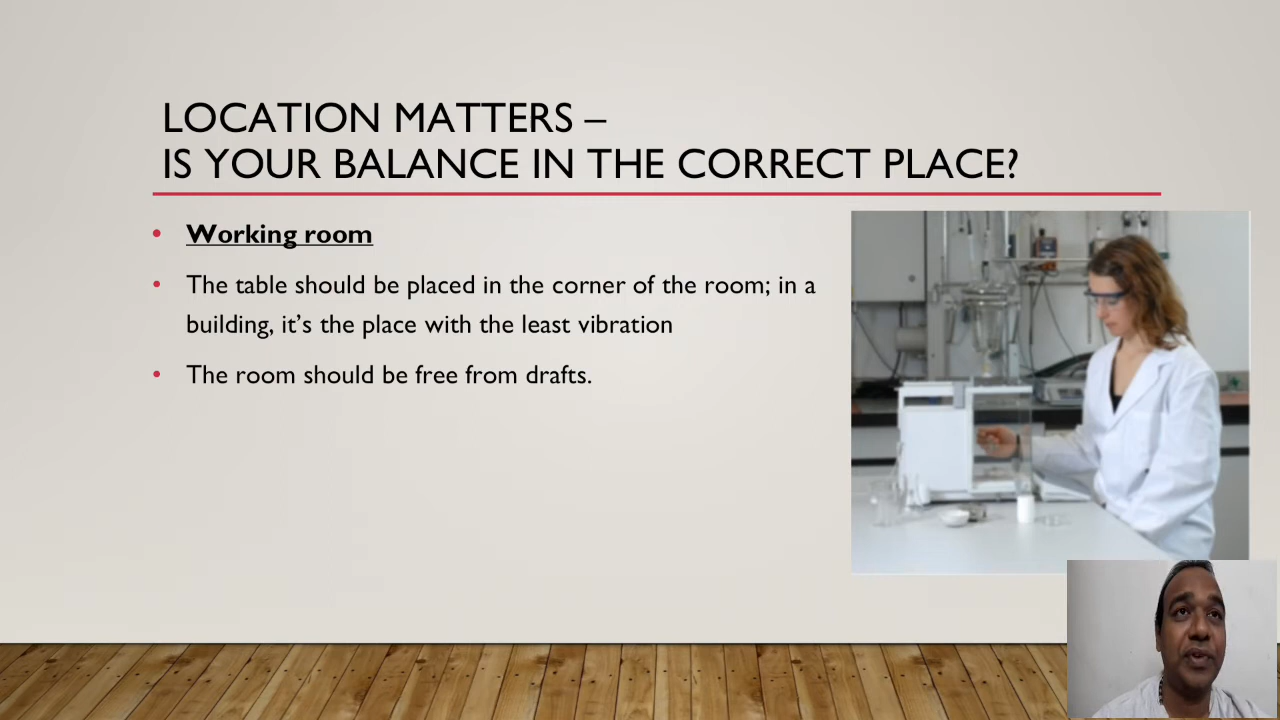 LOCATION MATTERS –
IS YOUR BALANCE IN THE CORRECT PLACE?
• Working room
• The table should be placed in the corner of the room; in a
building, it's the place with the least vibration
• The room should be free from drafts.